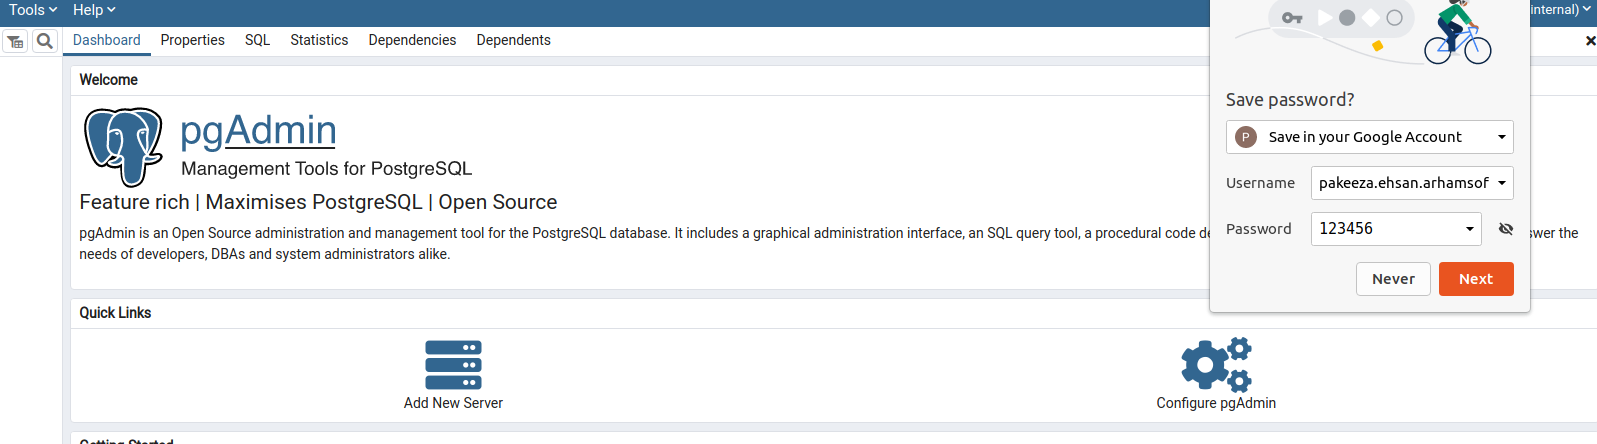 Tools Help internal)
Dashboard Properties SQL Statistics Dependencies Dependents
Welcome
pgAdmin
Management Tools for PostgreSQL
Feature rich | Maximises PostgreSQL | Open Source
pgAdmin is an Open Source administration and management tool for the PostgreSQL database. It includes a graphical administration interface, an SQL query tool, a procedural code
needs of developers, DBAs and system administrators alike.
the
Save password?
P Save in your Google Account
Username pakeeza.ehsan.arhamsof
Password 123456
Never Next
Quick Links
Add New Server Configure pgAdmin